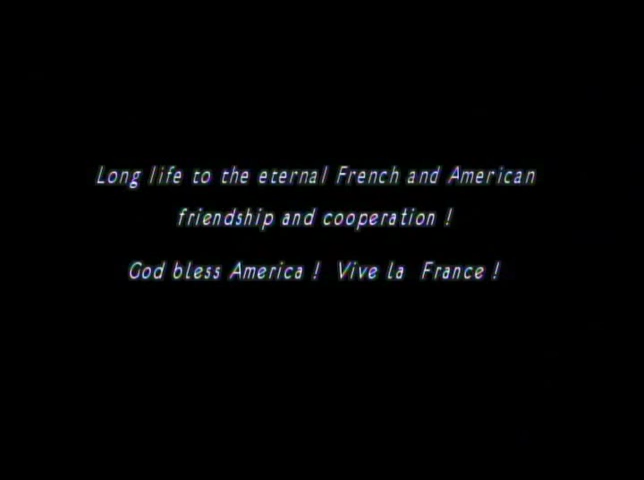 Long life to the eternal French and American
friendship and cooperation !
God bless America ! Vive la France !